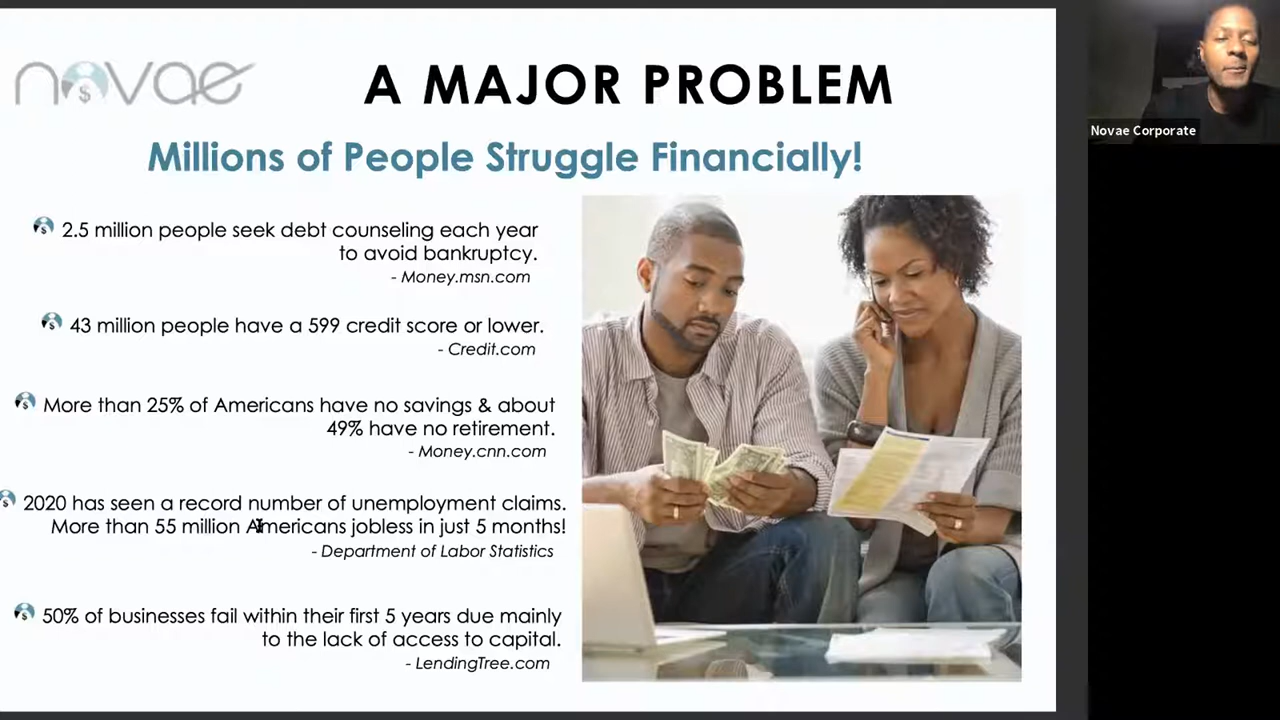 novae
A MAJOR PROBLEM
Millions of People Struggle Financially!
2.5 million people seek debt counseling each year
to avoid bankruptcy.
- Money.msn.com
43 million people have a 599 credit score or lower.
- Credit.com
More than 25% of Americans have no savings & about
49% have no retirement.
- Money.cnn.com
2020 has seen a record number of unemployment claims.
More than 55 million Americans jobless in just 5 months!
- Department of Labor Statistics
50% of businesses fail within their first 5 years due mainly
to the lack of access to capital.
- LendingTree.com
Novae Corporate